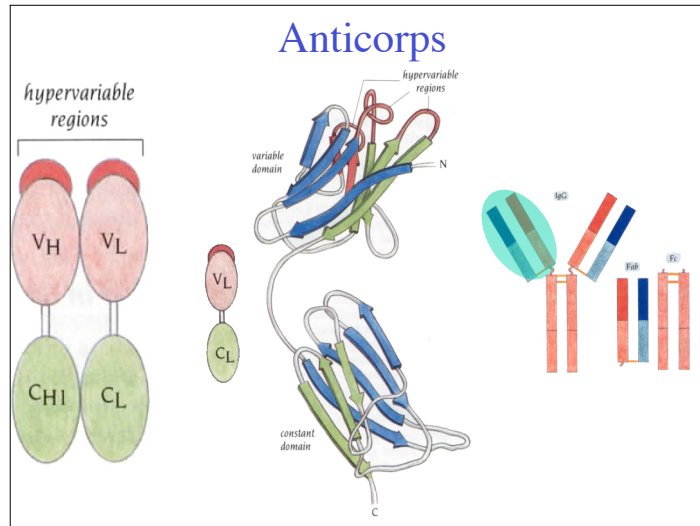 Anticorps
hypervariable
regions
VH
VL
CH1
CL
VL
CL
hypervariable
regions
variable
domain
N
constant
domain
C
IgG
Fab
Fc